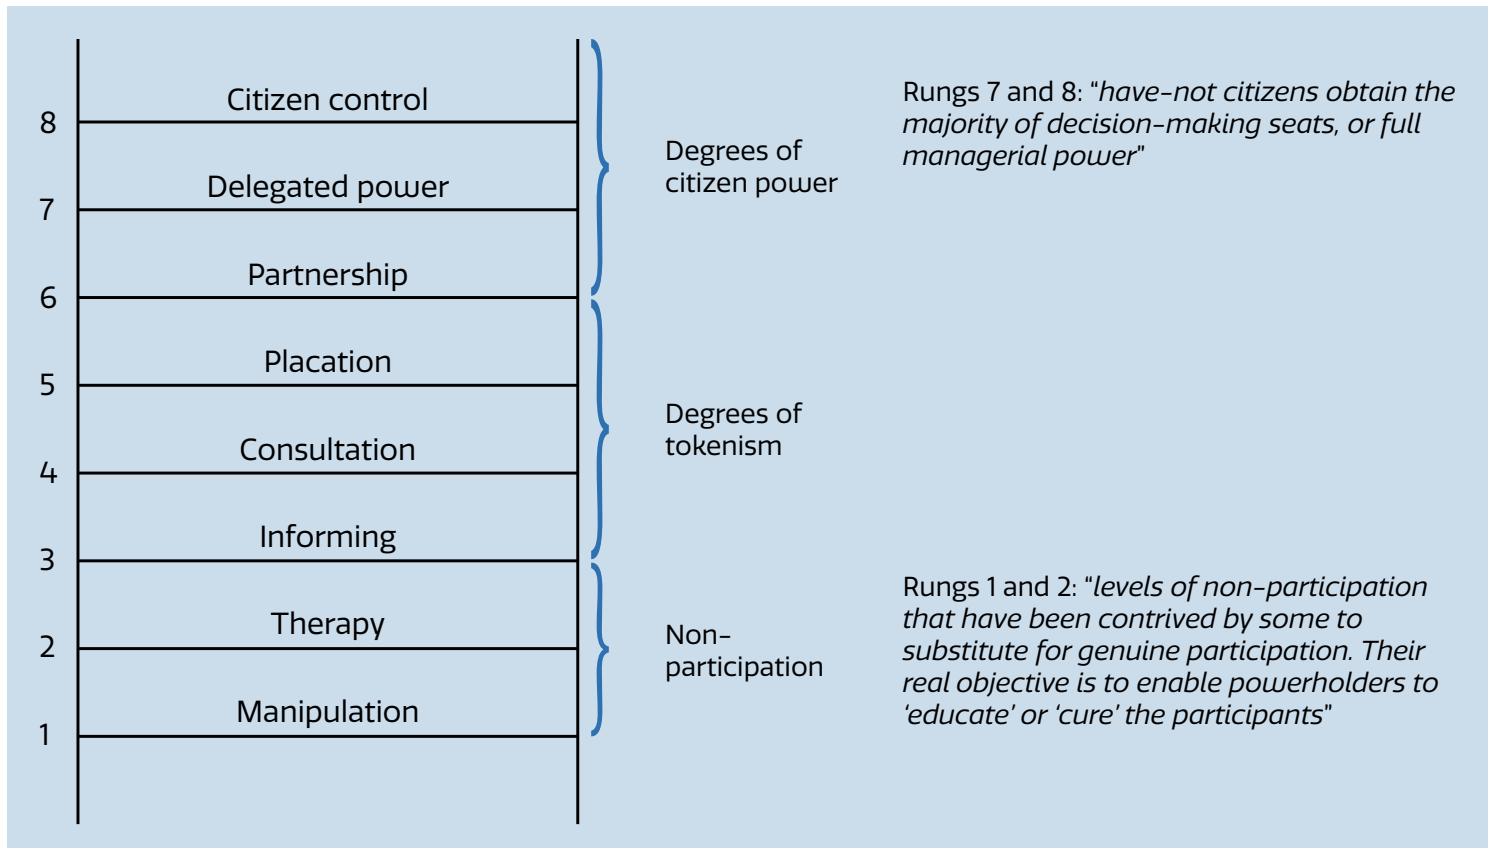 Citizen control
8
Delegated power
7
Partnership
6
Placation
5
Consultation
4
Informing
3
Therapy
2
Manipulation
1
Degrees of
citizen power
Degrees of
tokenism
Non-
participation
Rungs 7 and 8: “have-not citizens obtain the
majority of decision-making seats, or full
managerial power”
Rungs 1 and 2: “levels of non-participation
that have been contrived by some to
substitute for genuine participation. Their
real objective is to enable powerholders to
‘educate’ or ‘cure’ the participants”